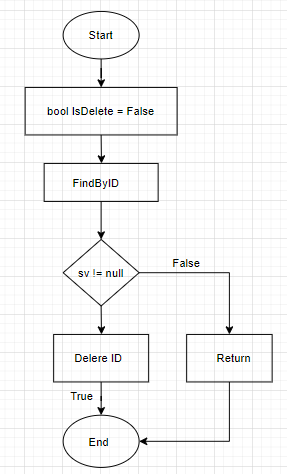 Start
bool IsDelete = False
FindByID
sv != null
False
Delere ID
Return
True
End